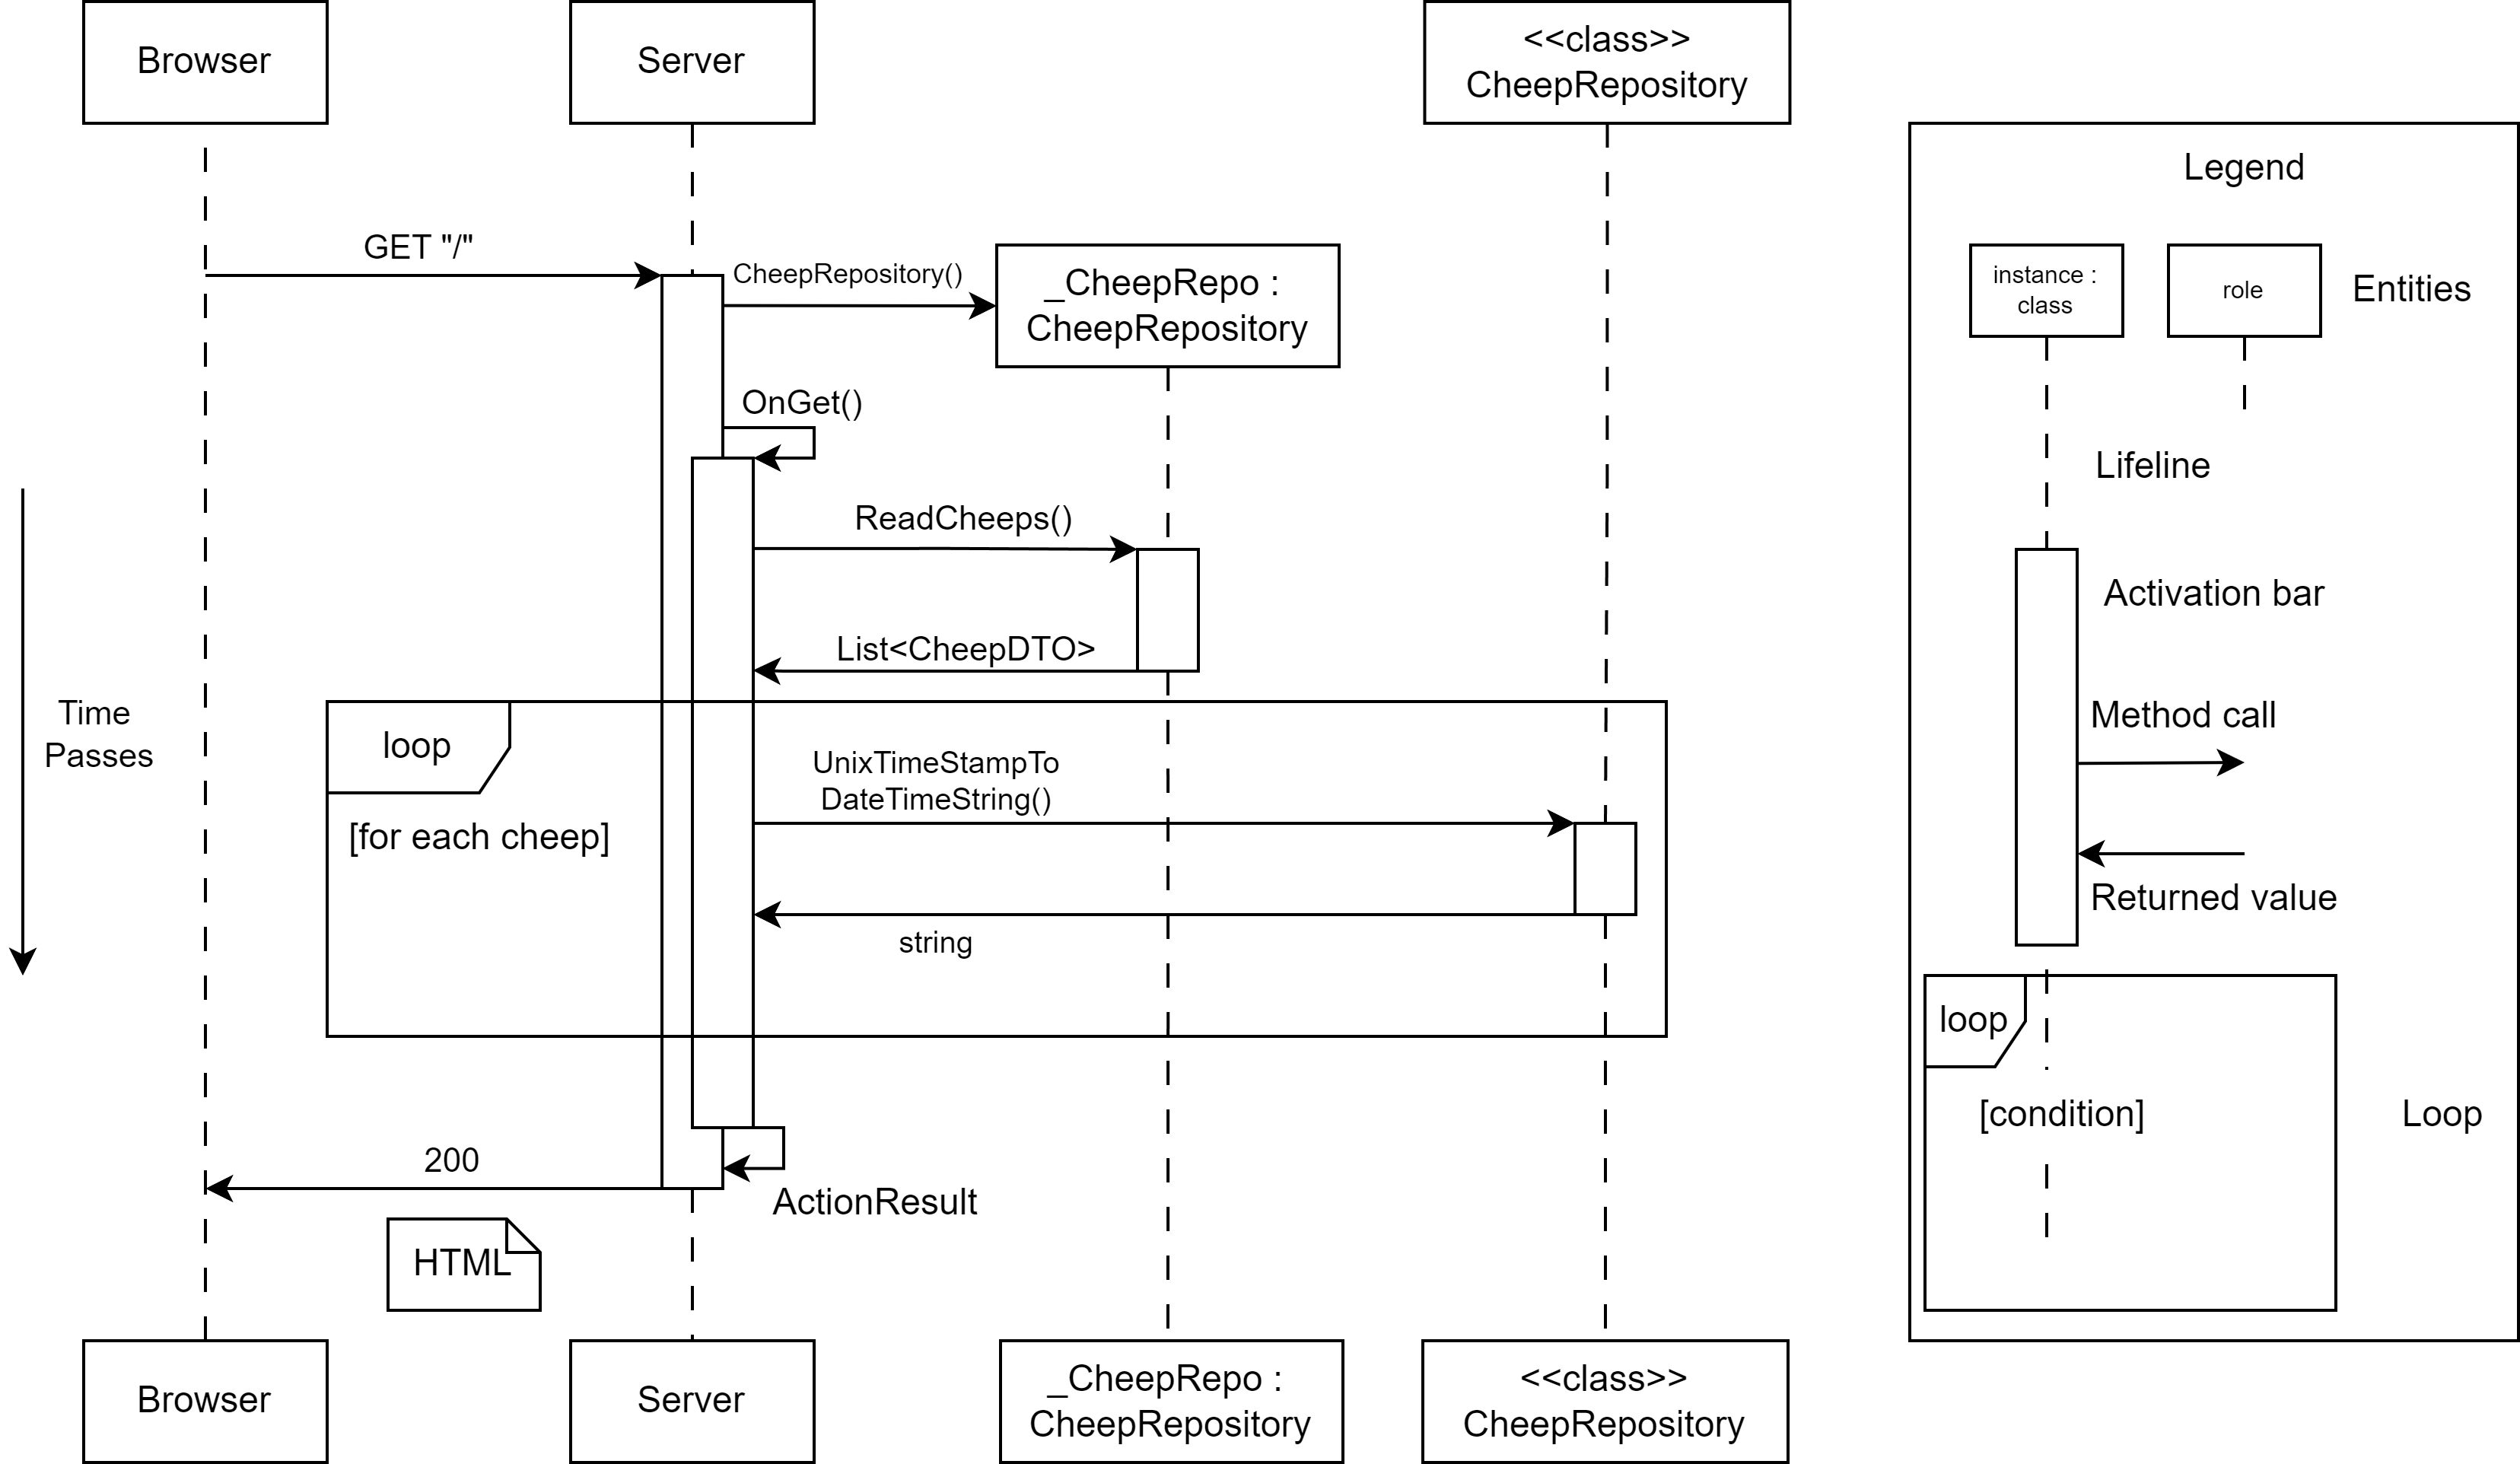 Browser
Server
<<class>>
CheepRepository
Legend
GET "/"
CheepRepository()
_CheepRepo :
CheepRepository
instance :
class
role
Entities
OnGet()
Lifeline
ReadCheeps()
Activation bar
List<CheepDTO>
Time
Passes
loop
[for each cheep]
UnixTimeStampTo
DateTimeString()
string
Method call
Returned value
loop
[condition]
Loop
200
ActionResult
HTML
Browser
Server
_CheepRepo :
CheepRepository
<<class>>
CheepRepository